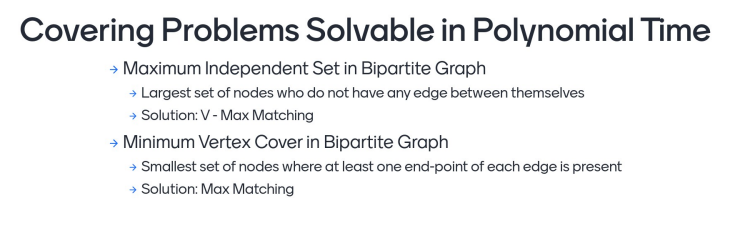 Covering Problems Solvable in Polynomial Time
→ Maximum Independent Set in Bipartite Graph
→ Largest set of nodes who do not have any edge between themselves
→ Solution: V - Max Matching
→ Minimum Vertex Cover in Bipartite Graph
→ Smallest set of nodes where at least one end-point of each edge is present
→ Solution: Max Matching